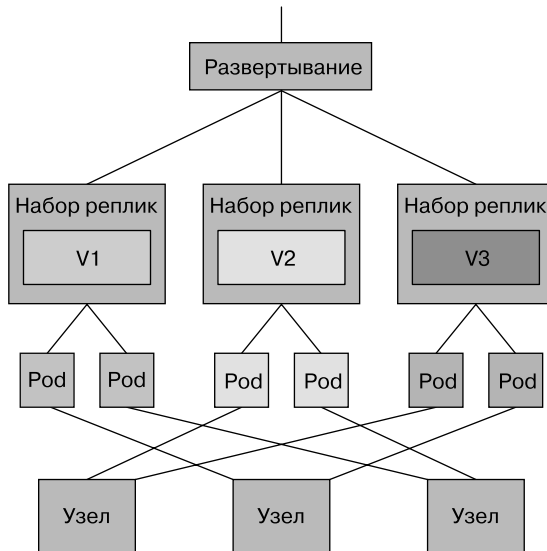 Развертывание
Набор реплик
Набор реплик
Набор реплик
V1
V2
V3
Pod
Pod
Pod
Pod
Pod
Pod
Узел
Узел
Узел